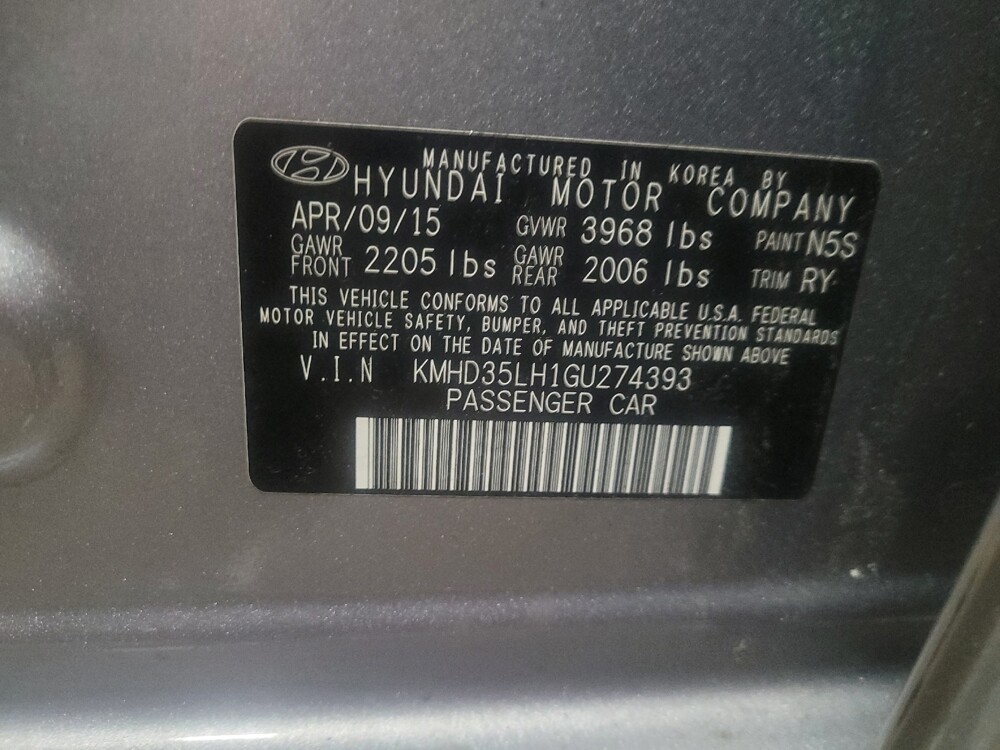 MANUFACTURED IN KOREA BY
HYUNDAI MOTOR COMPANY
APR/09/15 GVWR 3968 lbs PAINT N5S
GAWR FRONT 2205 lbs GAWR REAR 2006 lbs TRIM RY
THIS VEHICLE CONFORMS TO ALL APPLICABLE U.S.A. FEDERAL
MOTOR VEHICLE SAFETY, BUMPER, AND THEFT PREVENTION STANDARDS
IN EFFECT ON THE DATE OF MANUFACTURE SHOWN ABOVE
V.I.N KMHD35LH1GU274393
PASSENGER CAR